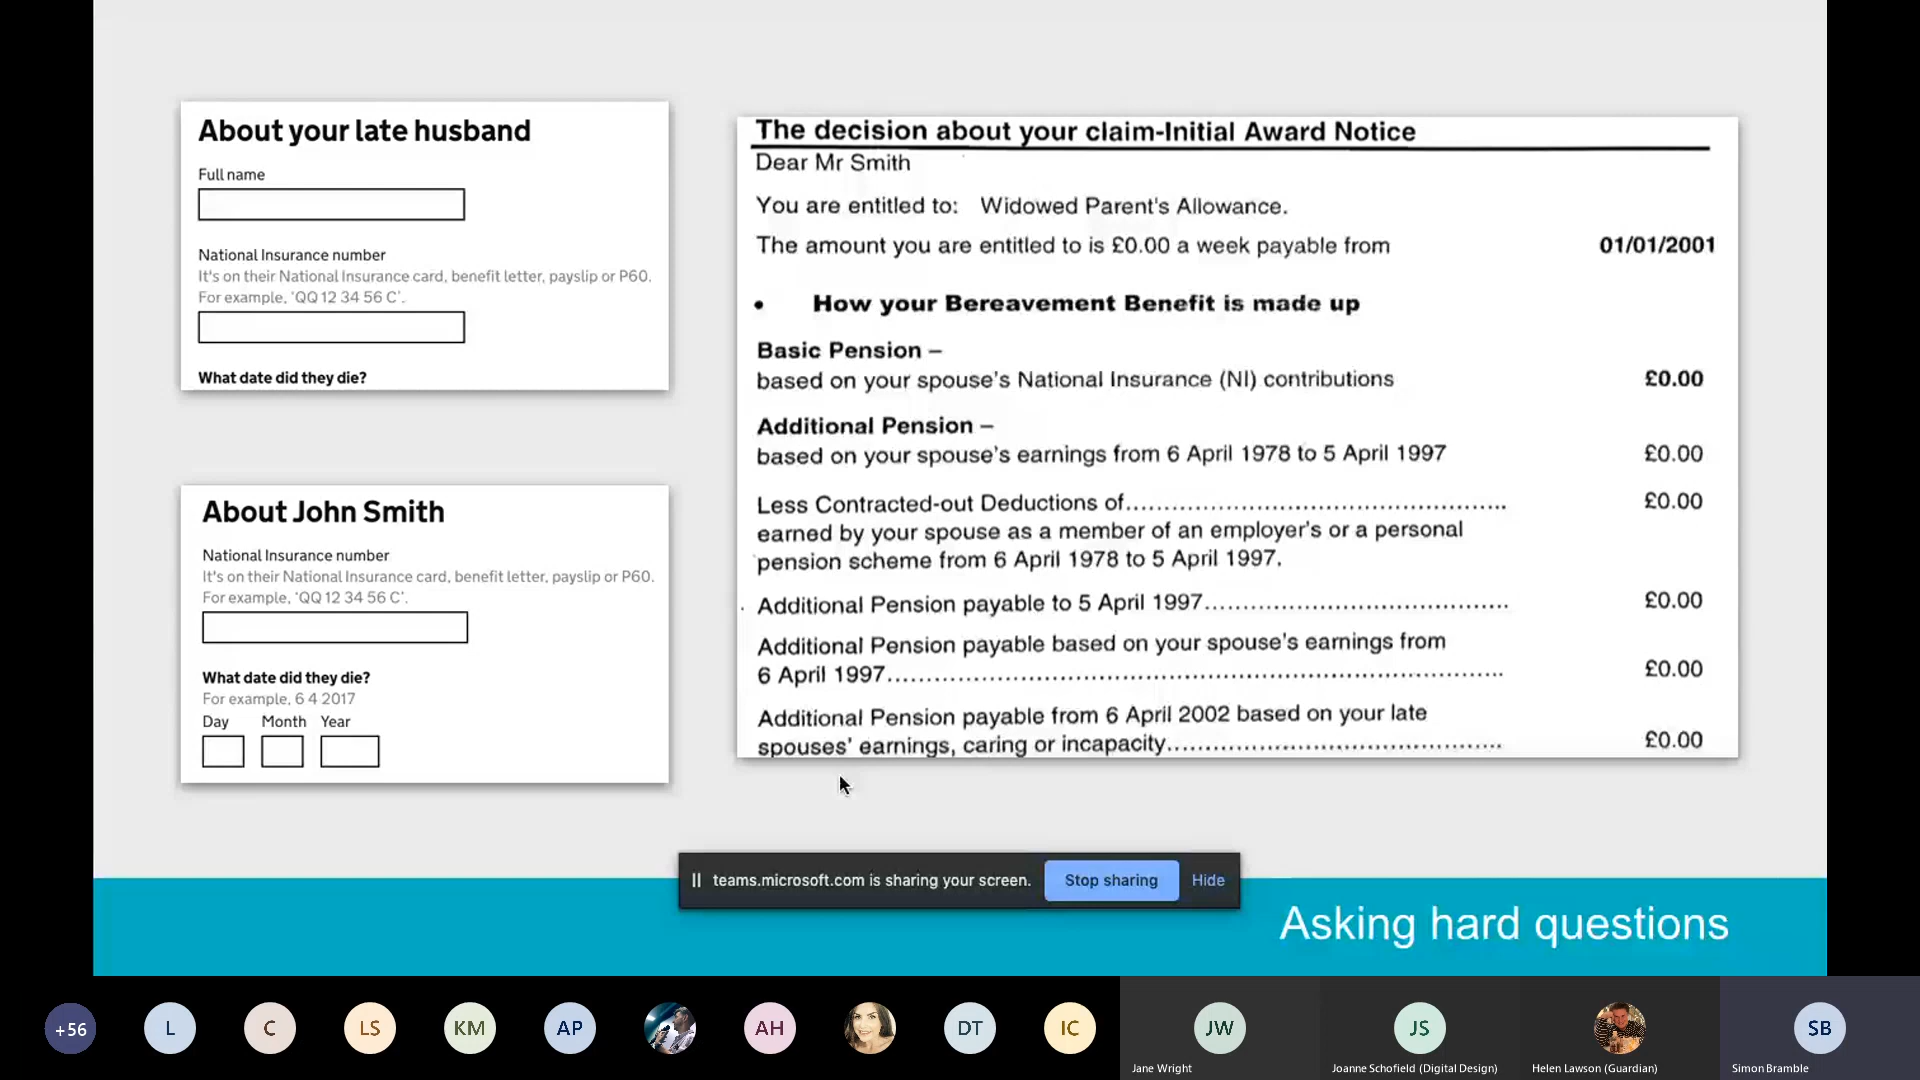 About your late husband
Full name
National Insurance number
It's on their National Insurance card, benefit letter, payslip or P60.
For example, 'QQ 12 34 56 C'.
What date did they die?
About John Smith
National Insurance number
It's on their National Insurance card, benefit letter, payslip or P60.
For example, 'QQ 12 34 56 C'.
What date did they die?
For example, 6 4 2017
Day Month Year
The decision about your claim-Initial Award Notice
Dear Mr Smith
You are entitled to: Widowed Parent's Allowance.
The amount you are entitled to is £0.00 a week payable from 01/01/2001
• How your Bereavement Benefit is made up
Basic Pension –
based on your spouse's National Insurance (NI) contributions £0.00
Additional Pension –
based on your spouse's earnings from 6 April 1978 to 5 April 1997 £0.00
Less Contracted-out Deductions of................................................ £0.00
earned by your spouse as a member of an employer's or a personal
pension scheme from 6 April 1978 to 5 April 1997.
Additional Pension payable to 5 April 1997...................................... £0.00
Additional Pension payable based on your spouse's earnings from
6 April 1997............................................................................. £0.00
Additional Pension payable from 6 April 2002 based on your late
spouses' earnings, caring or incapacity.......................................... £0.00
teams.microsoft.com is sharing your screen. Stop sharing Hide
Asking hard questions
+56 L C LS KM AP AH DT IC JW JS SB
Jane Wright Joanne Schofield (Digital Design) Helen Lawson (Guardian) Simon Bramble